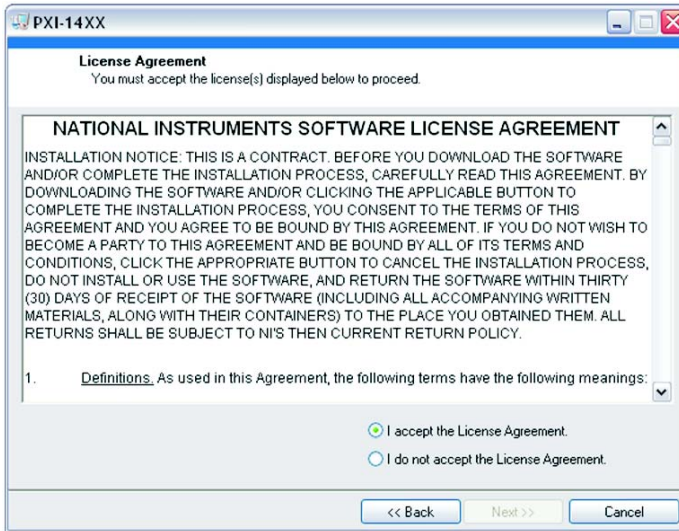 PXI-14XX
License Agreement
You must accept the license(s) displayed below to proceed.
NATIONAL INSTRUMENTS SOFTWARE LICENSE AGREEMENT
INSTALLATION NOTICE: THIS IS A CONTRACT. BEFORE YOU DOWNLOAD THE SOFTWARE
AND/OR COMPLETE THE INSTALLATION PROCESS, CAREFULLY READ THIS AGREEMENT. BY
DOWNLOADING THE SOFTWARE AND/OR CLICKING THE APPLICABLE BUTTON TO
COMPLETE THE INSTALLATION PROCESS, YOU CONSENT TO THE TERMS OF THIS
AGREEMENT AND YOU AGREE TO BE BOUND BY THIS AGREEMENT. IF YOU DO NOT WISH TO
BECOME A PARTY TO THIS AGREEMENT AND BE BOUND BY ALL OF ITS TERMS AND
CONDITIONS, CLICK THE APPROPRIATE BUTTON TO CANCEL THE INSTALLATION PROCESS,
DO NOT INSTALL OR USE THE SOFTWARE, AND RETURN THE SOFTWARE WITHIN THIRTY
(30) DAYS OF RECEIPT OF THE SOFTWARE (INCLUDING ALL ACCOMPANYING WRITTEN
MATERIALS, ALONG WITH THEIR CONTAINERS) TO THE PLACE YOU OBTAINED THEM. ALL
RETURNS SHALL BE SUBJECT TO NI'S THEN CURRENT RETURN POLICY.
1. Definitions. As used in this Agreement, the following terms have the following meanings:
I accept the License Agreement.
I do not accept the License Agreement.
<< Back
Next >>
Cancel